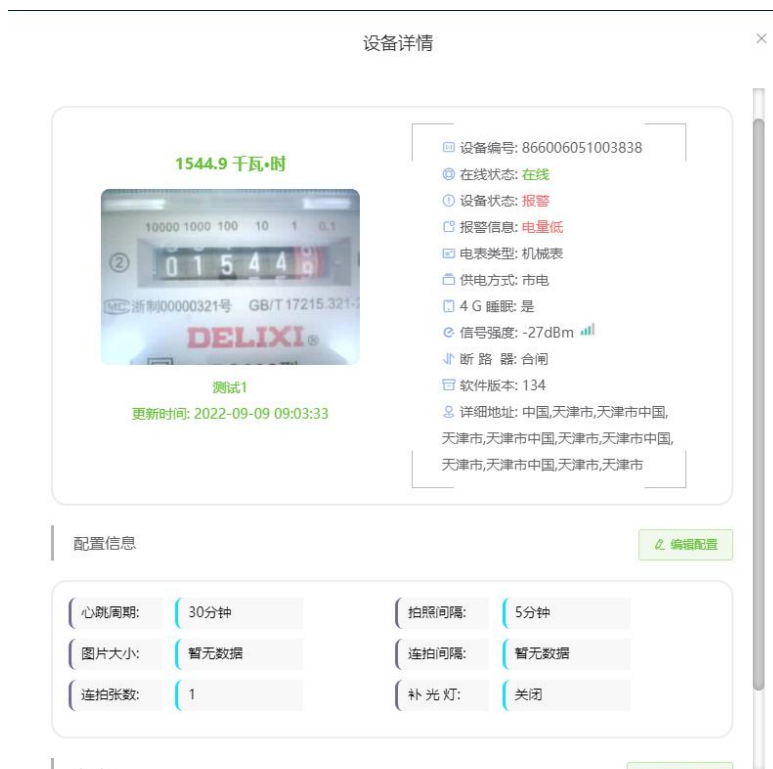 设备详情
1544.9 千瓦·时
10000 1000 100 10 1 0.1
②
0 1 5 4 4
MC 浙制00000321号 GB/T 17215.321-2
DELIXI®
测试1
更新时间: 2022-09-09 09:03:33
设备编号: 866006051003838
在线状态: 在线
设备状态: 报警
报警信息: 电量低
电表类型: 机械表
供电方式: 市电
4 G 睡眠: 是
信号强度: -27dBm
断 路 器: 合闸
软件版本: 134
详细地址: 中国,天津市,天津市中国,
天津市,天津市中国,天津市,天津市中国,
天津市,天津市中国,天津市,天津市
配置信息
编辑配置
心跳周期: 30分钟 拍照间隔: 5分钟
图片大小: 暂无数据 连拍间隔: 暂无数据
连拍张数: 1 补 光 灯: 关闭